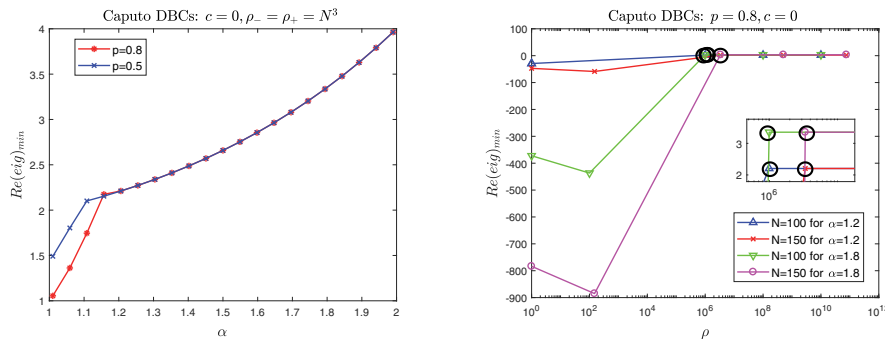 Caputo DBCs: c = 0, ρ₋ = ρ₊ = N³
Re(eig)ₘᵢₙ
4
3.5
3
2.5
2
1.5
1
p=0.8
p=0.5
1 1.1 1.2 1.3 1.4 1.5 1.6 1.7 1.8 1.9 2
α
Caputo DBCs: p = 0.8, c = 0
Re(eig)ₘᵢₙ
100
0
-100
-200
-300
-400
-500
-600
-700
-800
-900
3
2
10⁶
N=100 for α=1.2
N=150 for α=1.2
N=100 for α=1.8
N=150 for α=1.8
10⁰ 10² 10⁴ 10⁶ 10⁸ 10¹⁰ 10¹²
ρ